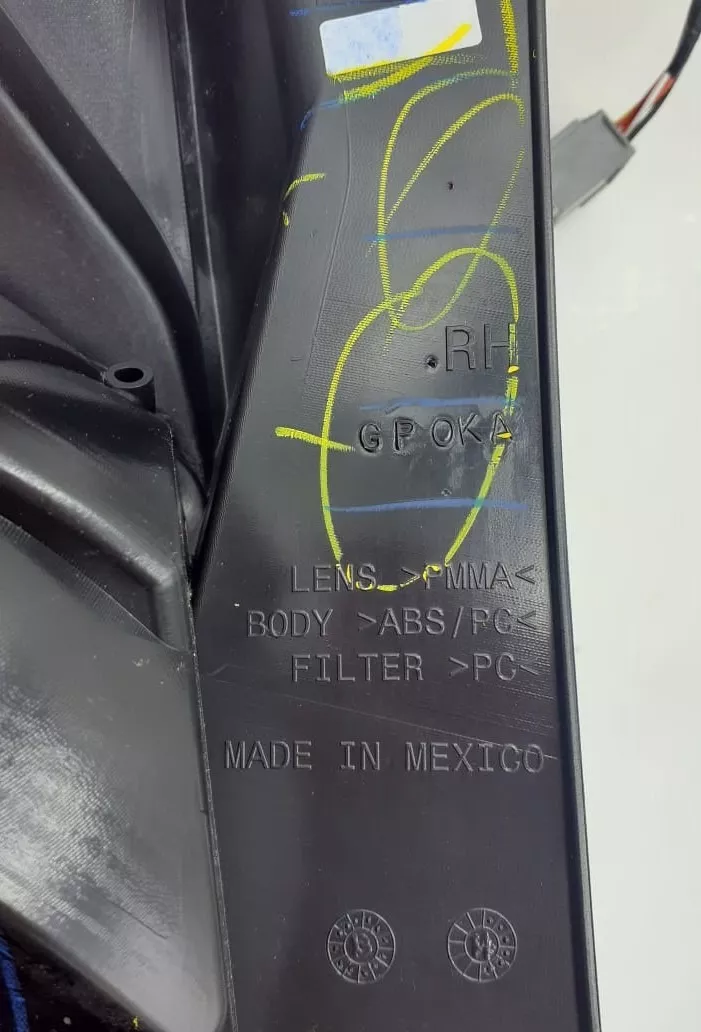 .RH
GPOKA
LENS >PMMA<
BODY >ABS/PC<
FILTER >PC<
MADE IN MEXICO